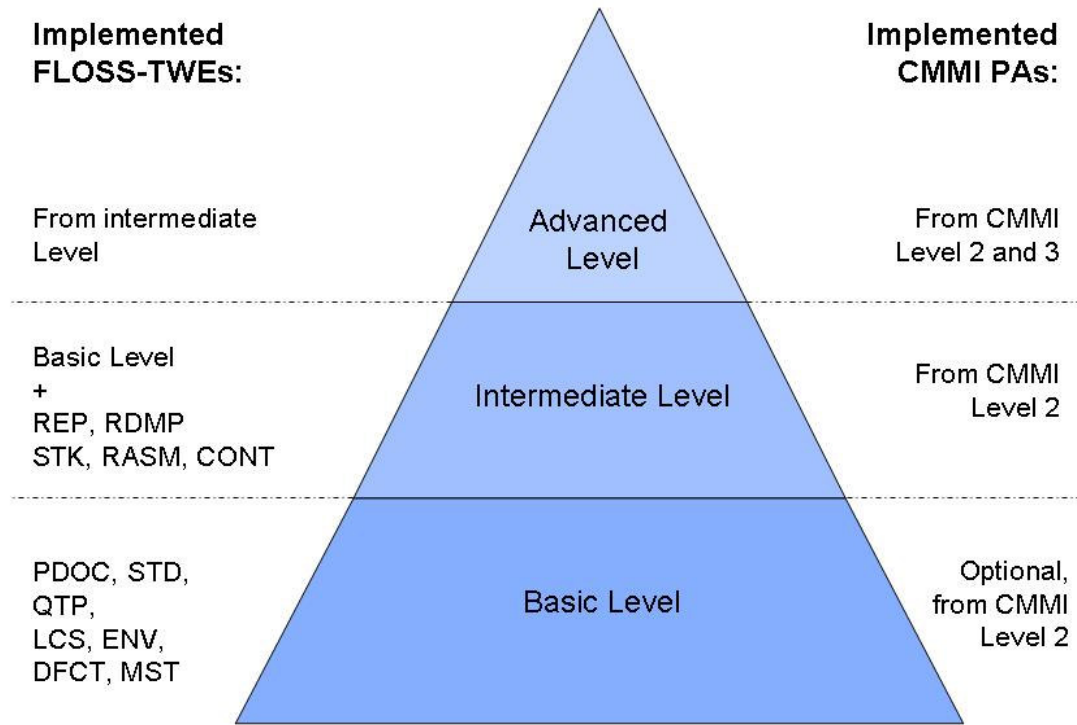 Implemented
FLOSS-TWEs:
Implemented
CMMI PAs:
From intermediate
Level
Advanced
Level
From CMMI
Level 2 and 3
Basic Level
+
REP, RDMP
STK, RASM, CONT
Intermediate Level
From CMMI
Level 2
PDOC, STD,
QTP,
LCS, ENV,
DFCT, MST
Basic Level
Optional,
from CMMI
Level 2